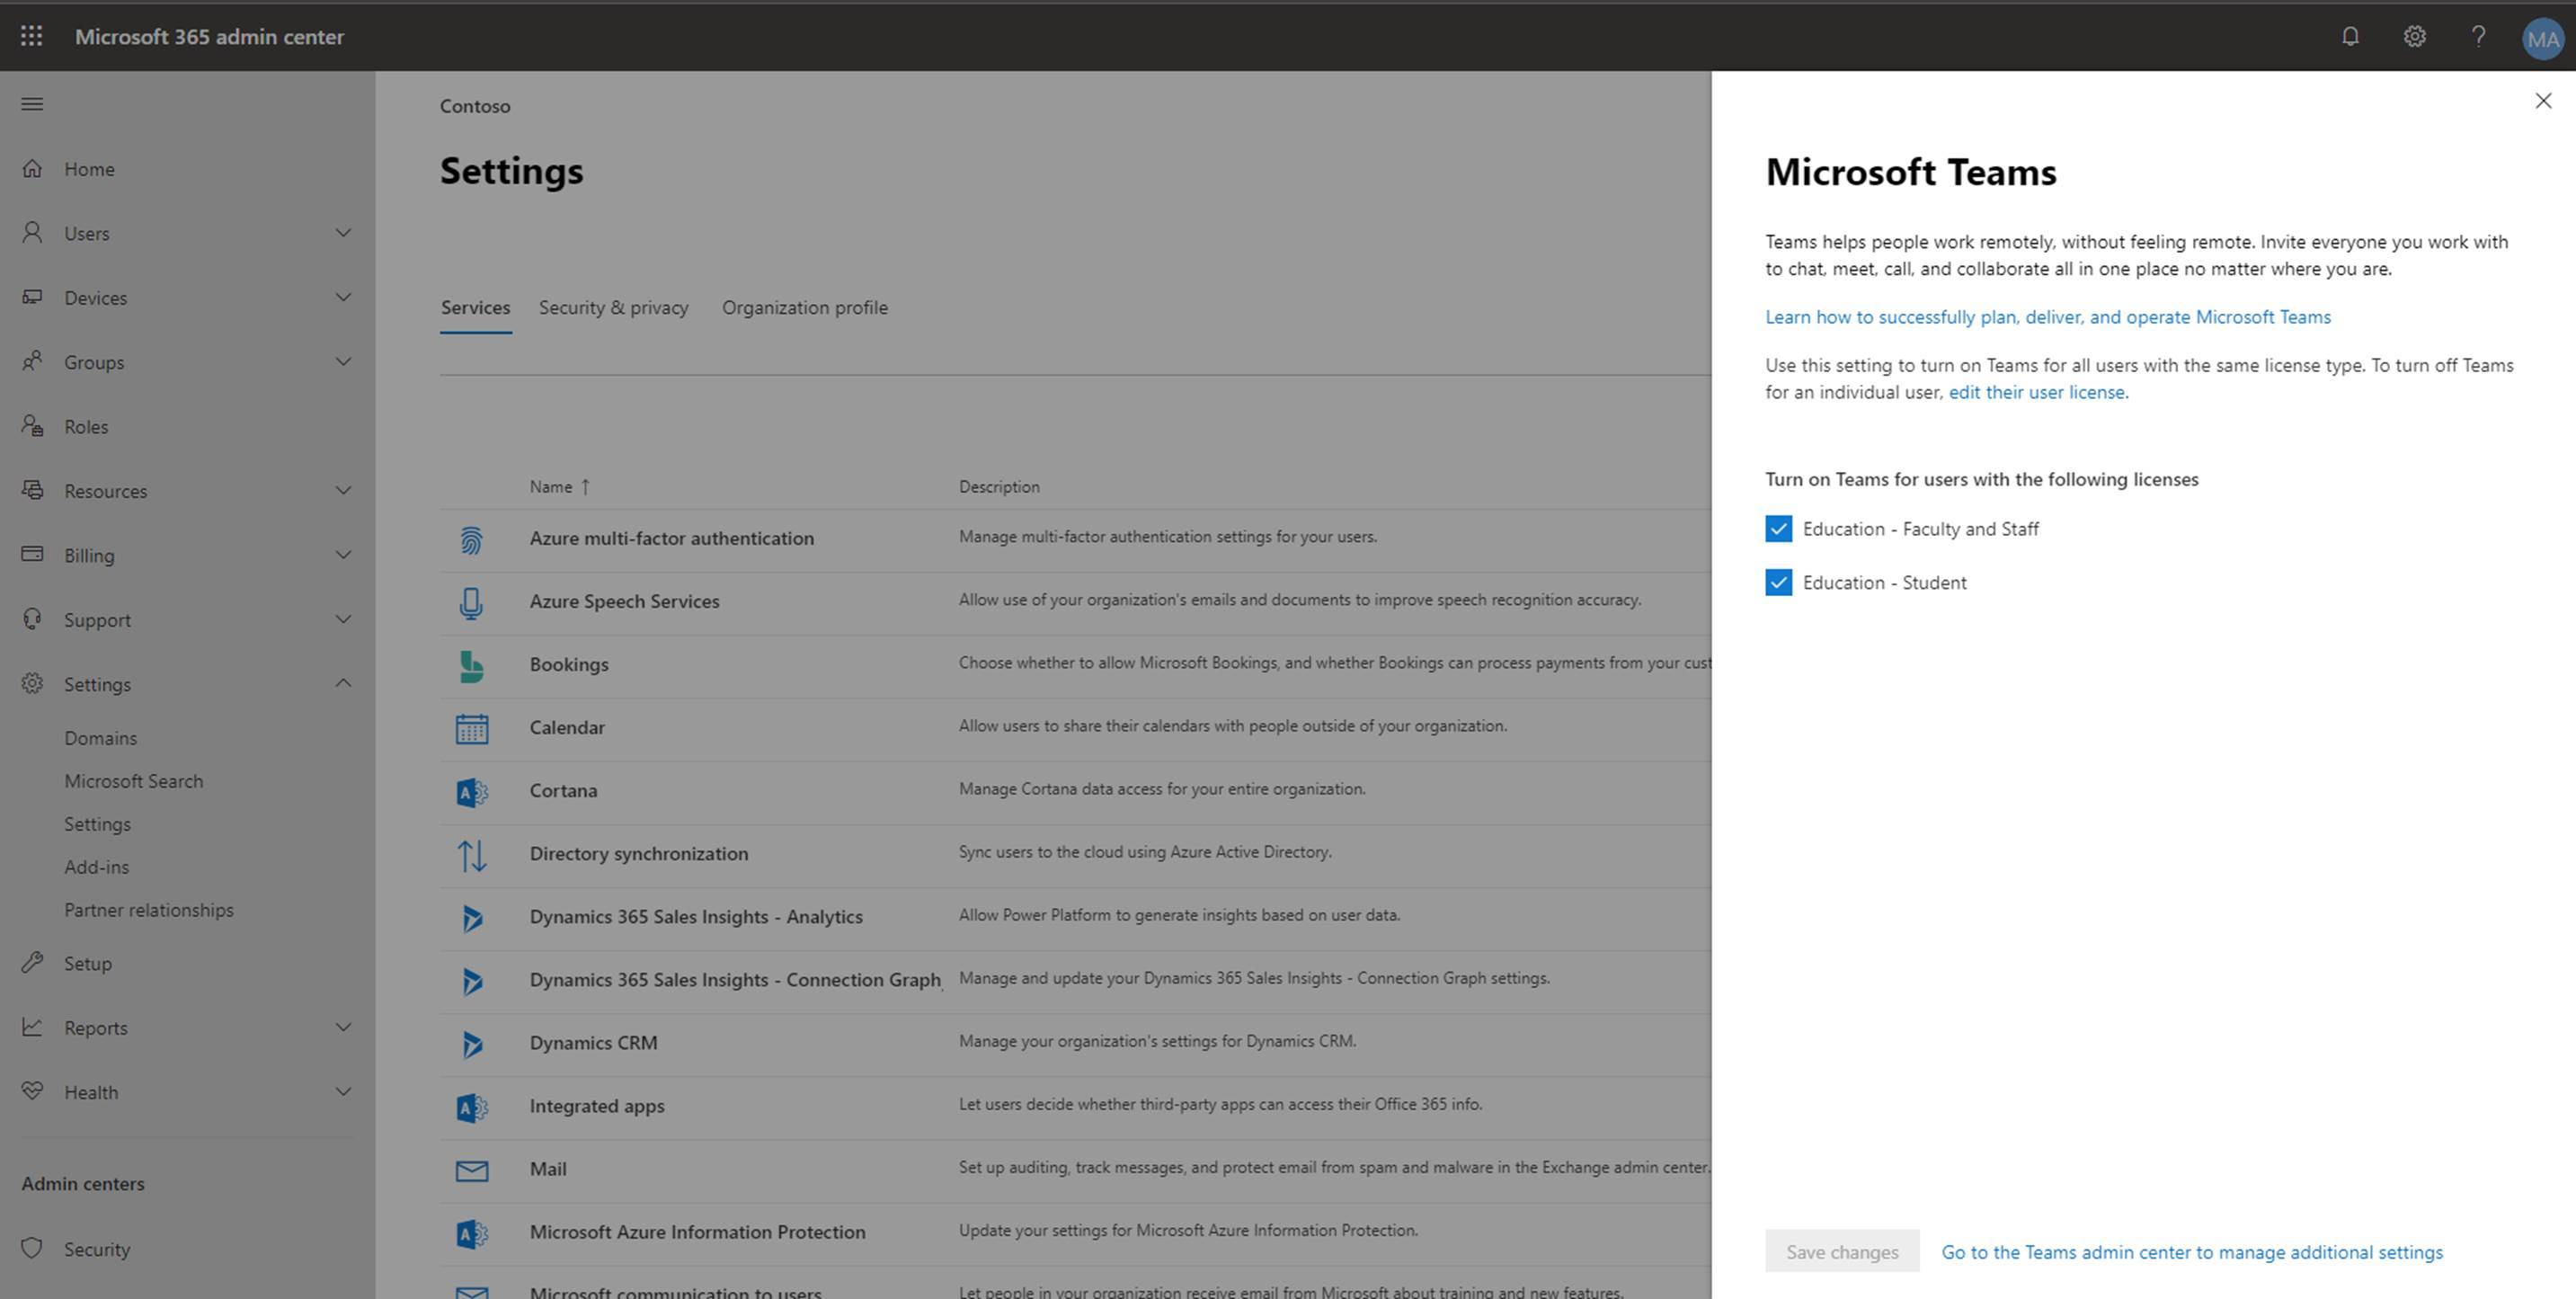 Microsoft 365 admin center
MA
Home
Users
Devices
Groups
Roles
Resources
Billing
Support
Settings
Domains
Microsoft Search
Settings
Add-ins
Partner relationships
Setup
Reports
Health
Admin centers
Security
Contoso
Settings
Services Security & privacy Organization profile
Name ↑ Description
Azure multi-factor authentication Manage multi-factor authentication settings for your users.
Azure Speech Services Allow use of your organization's emails and documents to improve speech recognition accuracy.
Bookings Choose whether to allow Microsoft Bookings, and whether Bookings can process payments from your cust
Calendar Allow users to share their calendars with people outside of your organization.
Cortana Manage Cortana data access for your entire organization.
Directory synchronization Sync users to the cloud using Azure Active Directory.
Dynamics 365 Sales Insights - Analytics Allow Power Platform to generate insights based on user data.
Dynamics 365 Sales Insights - Connection Graph Manage and update your Dynamics 365 Sales Insights - Connection Graph settings.
Dynamics CRM Manage your organization's settings for Dynamics CRM.
Integrated apps Let users decide whether third-party apps can access their Office 365 info.
Mail Set up auditing, track messages, and protect email from spam and malware in the Exchange admin center.
Microsoft Azure Information Protection Update your settings for Microsoft Azure Information Protection.
Microsoft communication to users Let people in your organization receive email from Microsoft about training and new features.
Microsoft Teams
Teams helps people work remotely, without feeling remote. Invite everyone you work with
to chat, meet, call, and collaborate all in one place no matter where you are.
Learn how to successfully plan, deliver, and operate Microsoft Teams
Use this setting to turn on Teams for all users with the same license type. To turn off Teams
for an individual user, edit their user license.
Turn on Teams for users with the following licenses
Education - Faculty and Staff
Education - Student
Save changes Go to the Teams admin center to manage additional settings